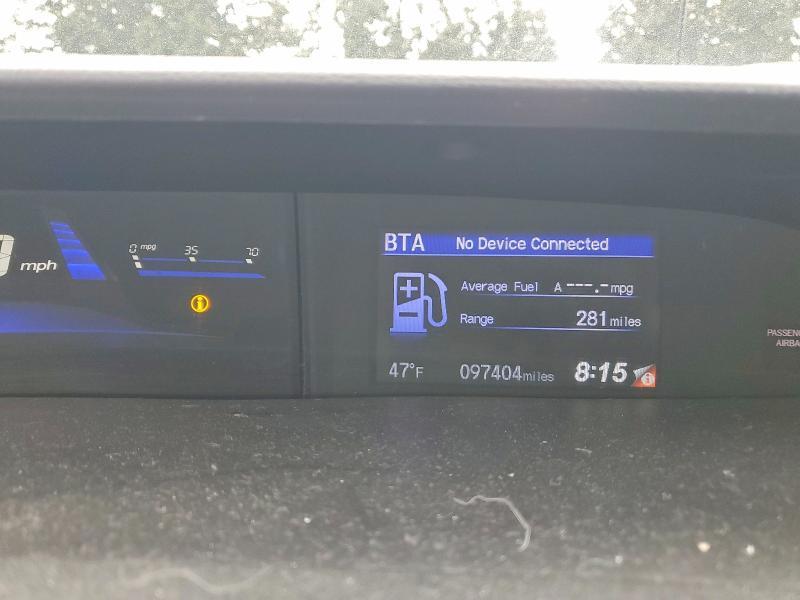 mph
0 mpg 35 70
BTA No Device Connected
Average Fuel A ---.- mpg
Range 281 miles
47°F 097404 miles 8:15